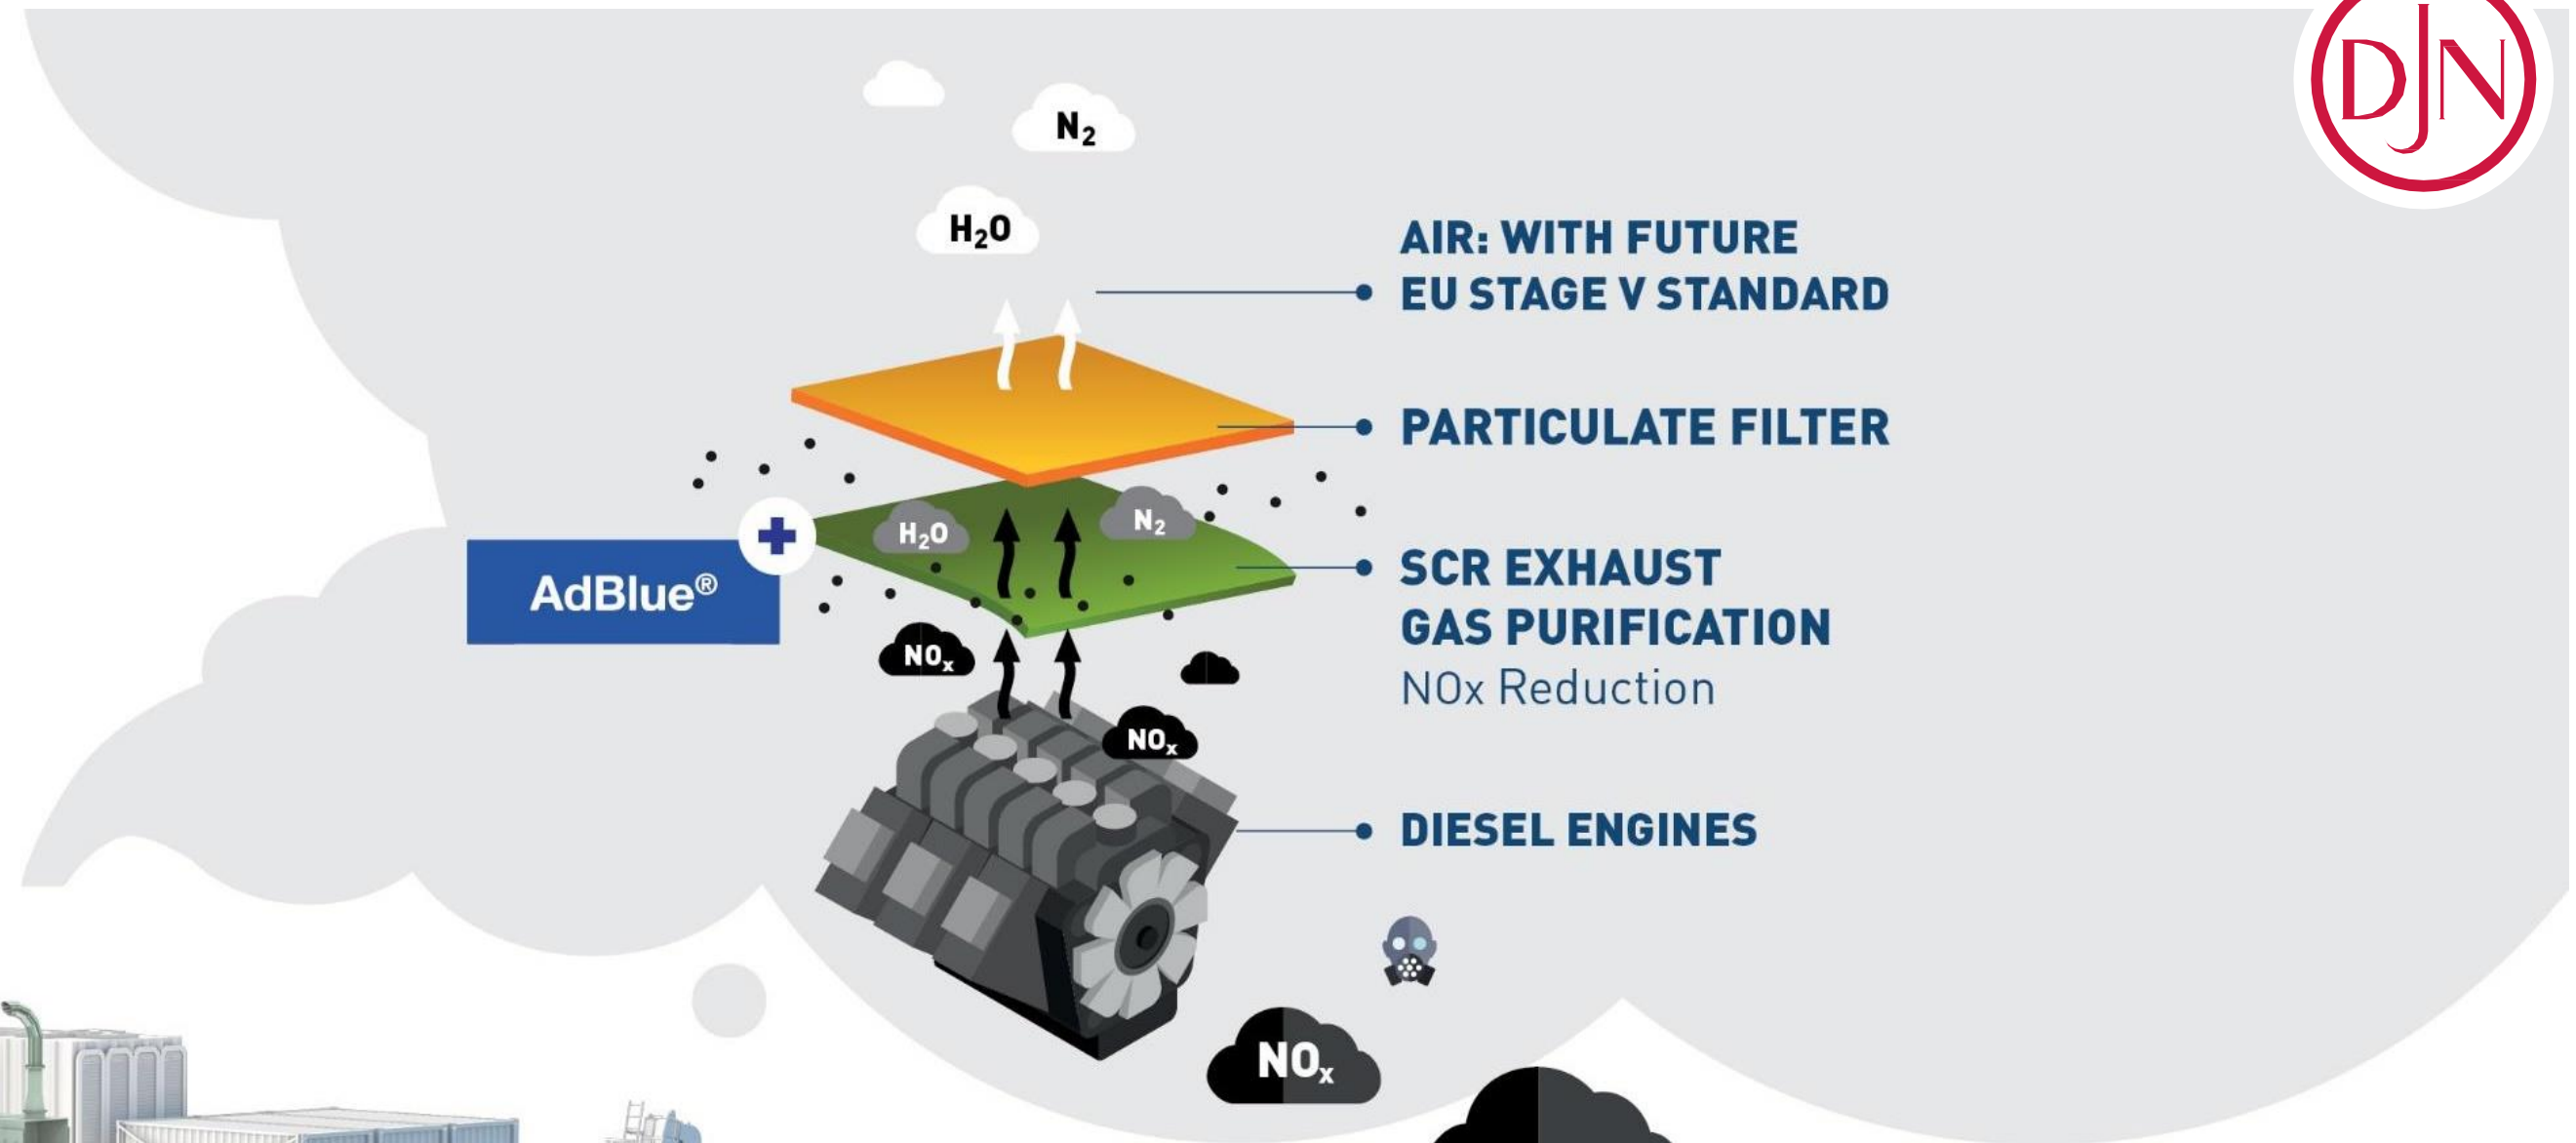 DJN
N₂
H₂O
AIR: WITH FUTURE
EU STAGE V STANDARD
PARTICULATE FILTER
H₂O
N₂
AdBlue®
SCR EXHAUST
GAS PURIFICATION
NOx Reduction
NOₓ
NOₓ
DIESEL ENGINES
NOₓ